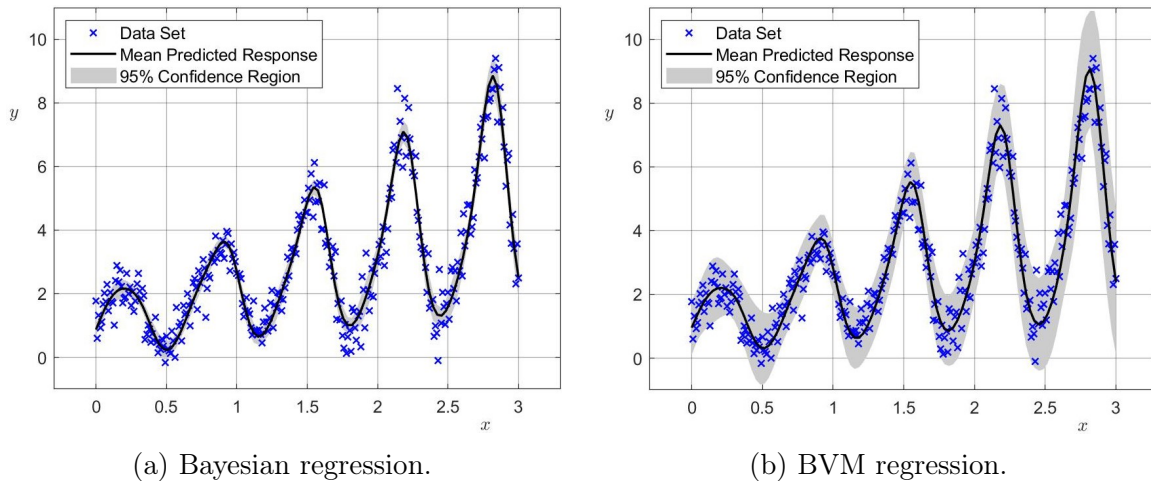 10
8
6
4
2
0
y
Data Set
Mean Predicted Response
95% Confidence Region
0 0.5 1 1.5 2 2.5 3
x
(a) Bayesian regression.
10
8
6
4
2
0
y
Data Set
Mean Predicted Response
95% Confidence Region
0 0.5 1 1.5 2 2.5 3
x
(b) BVM regression.